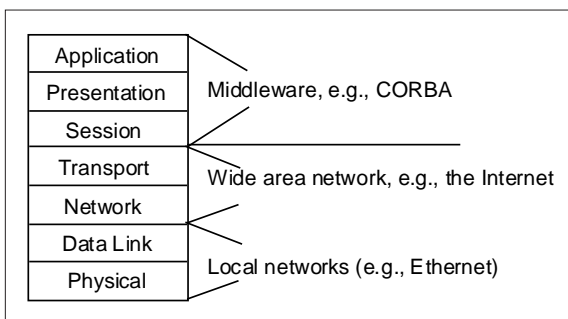 Application
Presentation
Session
Transport
Network
Data Link
Physical
Middleware, e.g., CORBA
Wide area network, e.g., the Internet
Local networks (e.g., Ethernet)